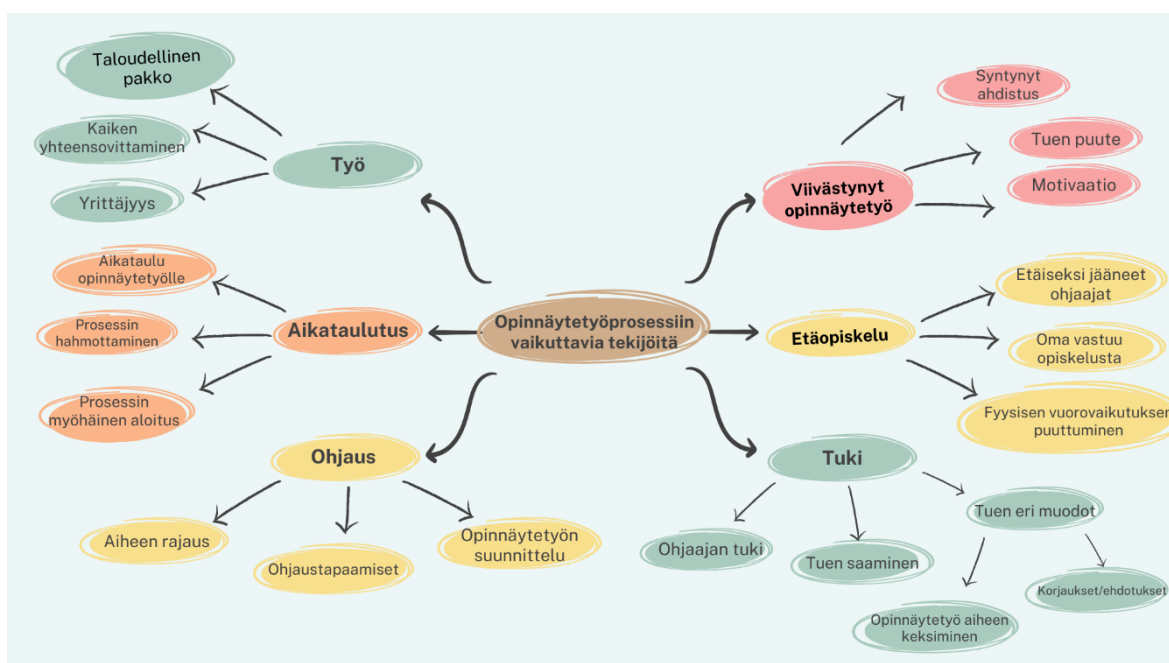 Taloudellinen
pakko
Kaiken
yhteensovittaminen
Yrittäjyys
Työ
Aikataulu
opinnäytetyölle
Prosessin
hahmottaminen
Prosessin
myöhäinen aloitus
Aikataulutus
Opinnäytetyöprosessiin
vaikuttavia tekijöitä
Viivästynyt
opinnäytetyö
Syntynyt
ahdistus
Tuen puute
Motivaatio
Etäopiskelu
Etäiseksi jääneet
ohjaajat
Oma vastuu
opiskelusta
Fyysisen vuorovaikutuksen
puuttuminen
Ohjaus
Aiheen rajaus
Ohjaustapaamiset
Opinnäytetyön
suunnittelu
Tuki
Ohjaajan tuki
Tuen saaminen
Tuen eri muodot
Opinnäytetyö aiheen
keksiminen
Korjaukset/ehdotukset